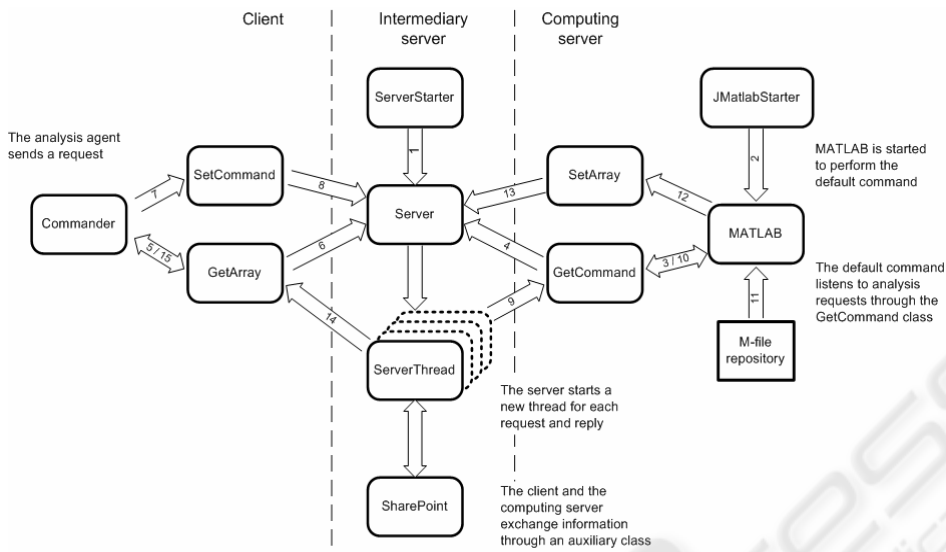 Client
Intermediary
server
Computing
server
ServerStarter
JMatlabStarter
The analysis agent
sends a request
1
2
MATLAB is started
to perform the
default command
SetCommand
SetArray
7
8
13
12
Commander
Server
MATLAB
5 / 15
6
4
3 / 10
GetArray
GetCommand
The default command
listens to analysis
requests through the
GetCommand class
14
9
11
M-file
repository
ServerThread
The server starts a
new thread for each
request and reply
SharePoint
The client and the
computing server
exchange information
through an auxiliary class